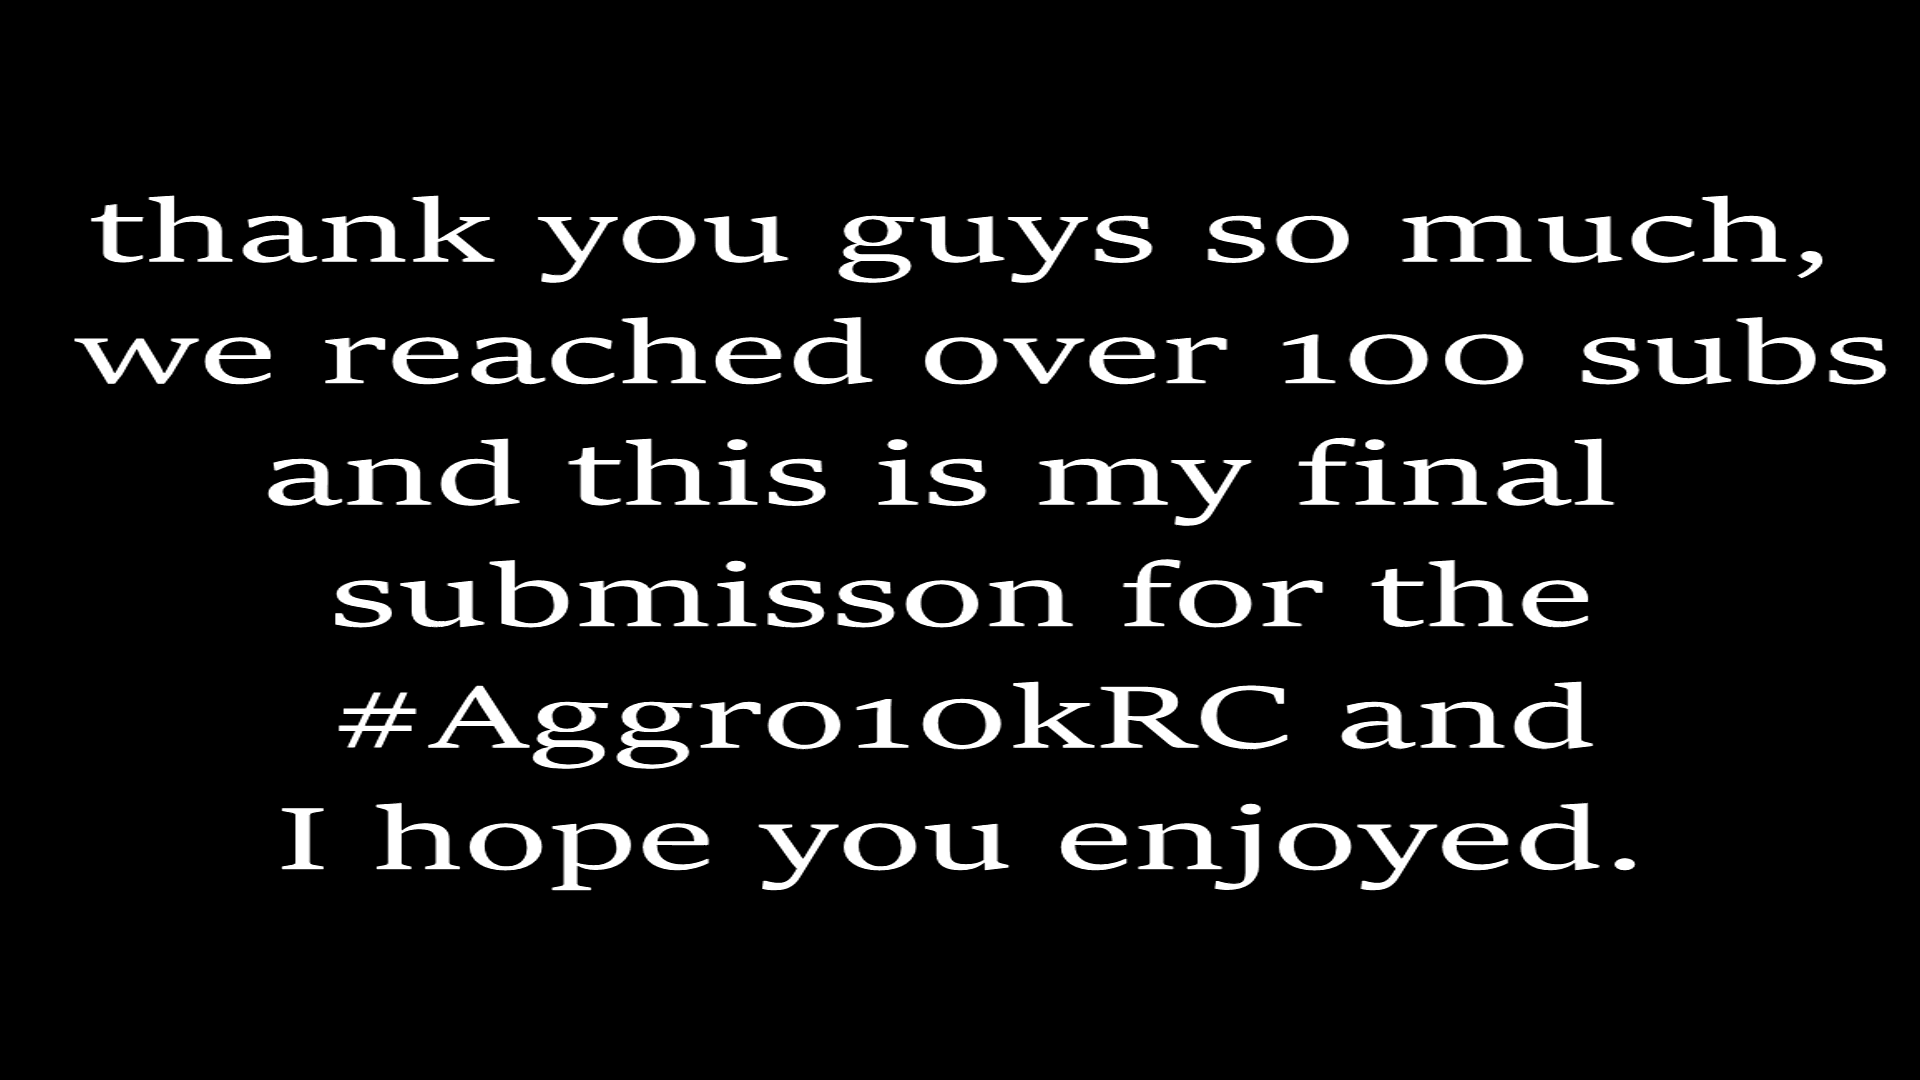 thank you guys so much,
we reached over 100 subs
and this is my final
submisson for the
#Aggro10kRC and
I hope you enjoyed.